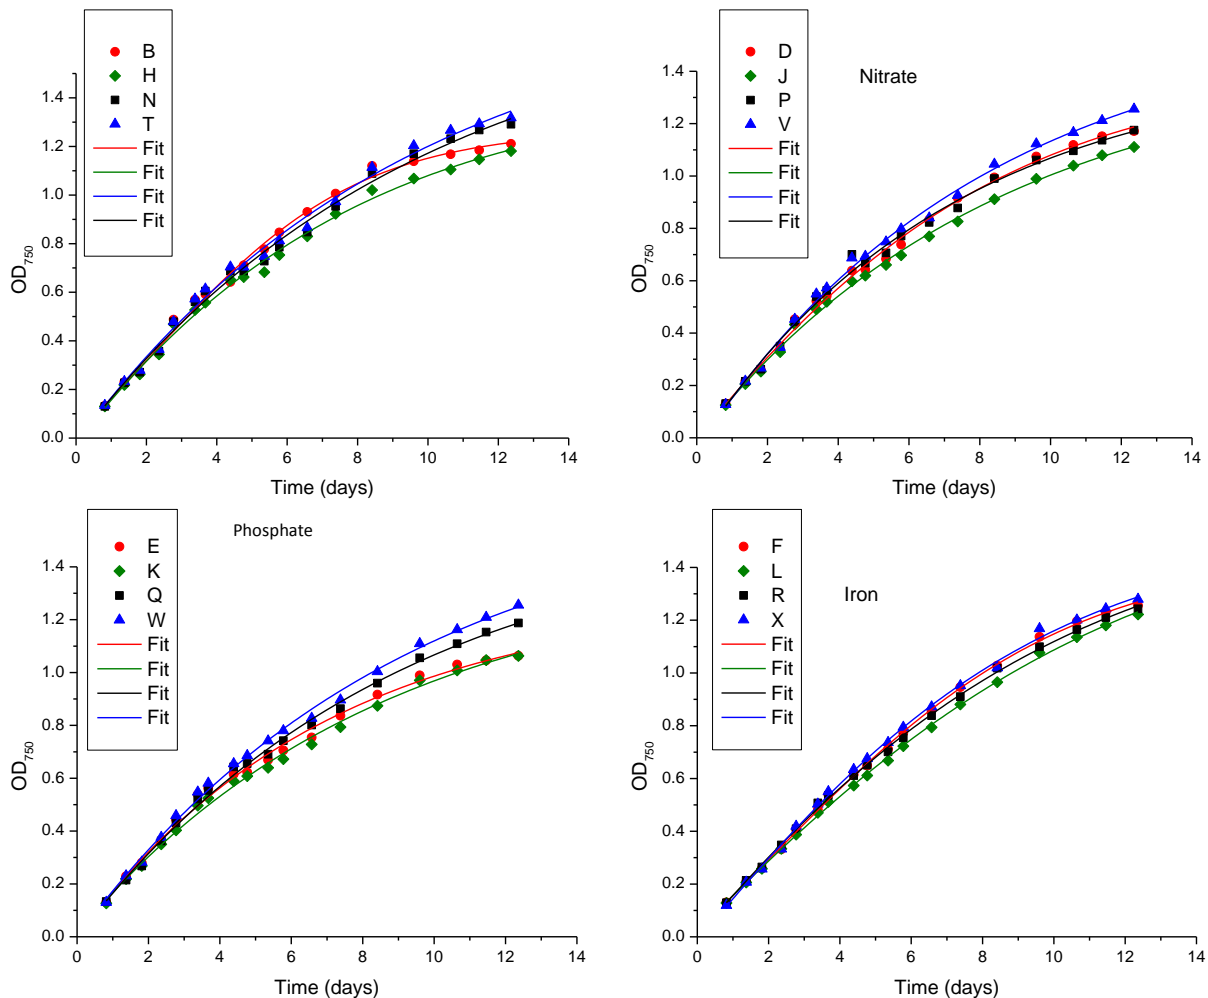 B
H
N
T
Fit
Fit
Fit
Fit
1.4
1.2
1.0
0.8
0.6
0.4
0.2
0.0
OD750
0 2 4 6 8 10 12 14
Time (days)
D
J
P
V
Fit
Fit
Fit
Fit
Nitrate
1.4
1.2
1.0
0.8
0.6
0.4
0.2
0.0
OD750
0 2 4 6 8 10 12 14
Time (days)
Phosphate
E
K
Q
W
Fit
Fit
Fit
Fit
1.4
1.2
1.0
0.8
0.6
0.4
0.2
0.0
OD750
0 2 4 6 8 10 12 14
Time (days)
F
L
R
X
Fit
Fit
Fit
Fit
Iron
1.4
1.2
1.0
0.8
0.6
0.4
0.2
0.0
OD750
0 2 4 6 8 10 12 14
Time (days)